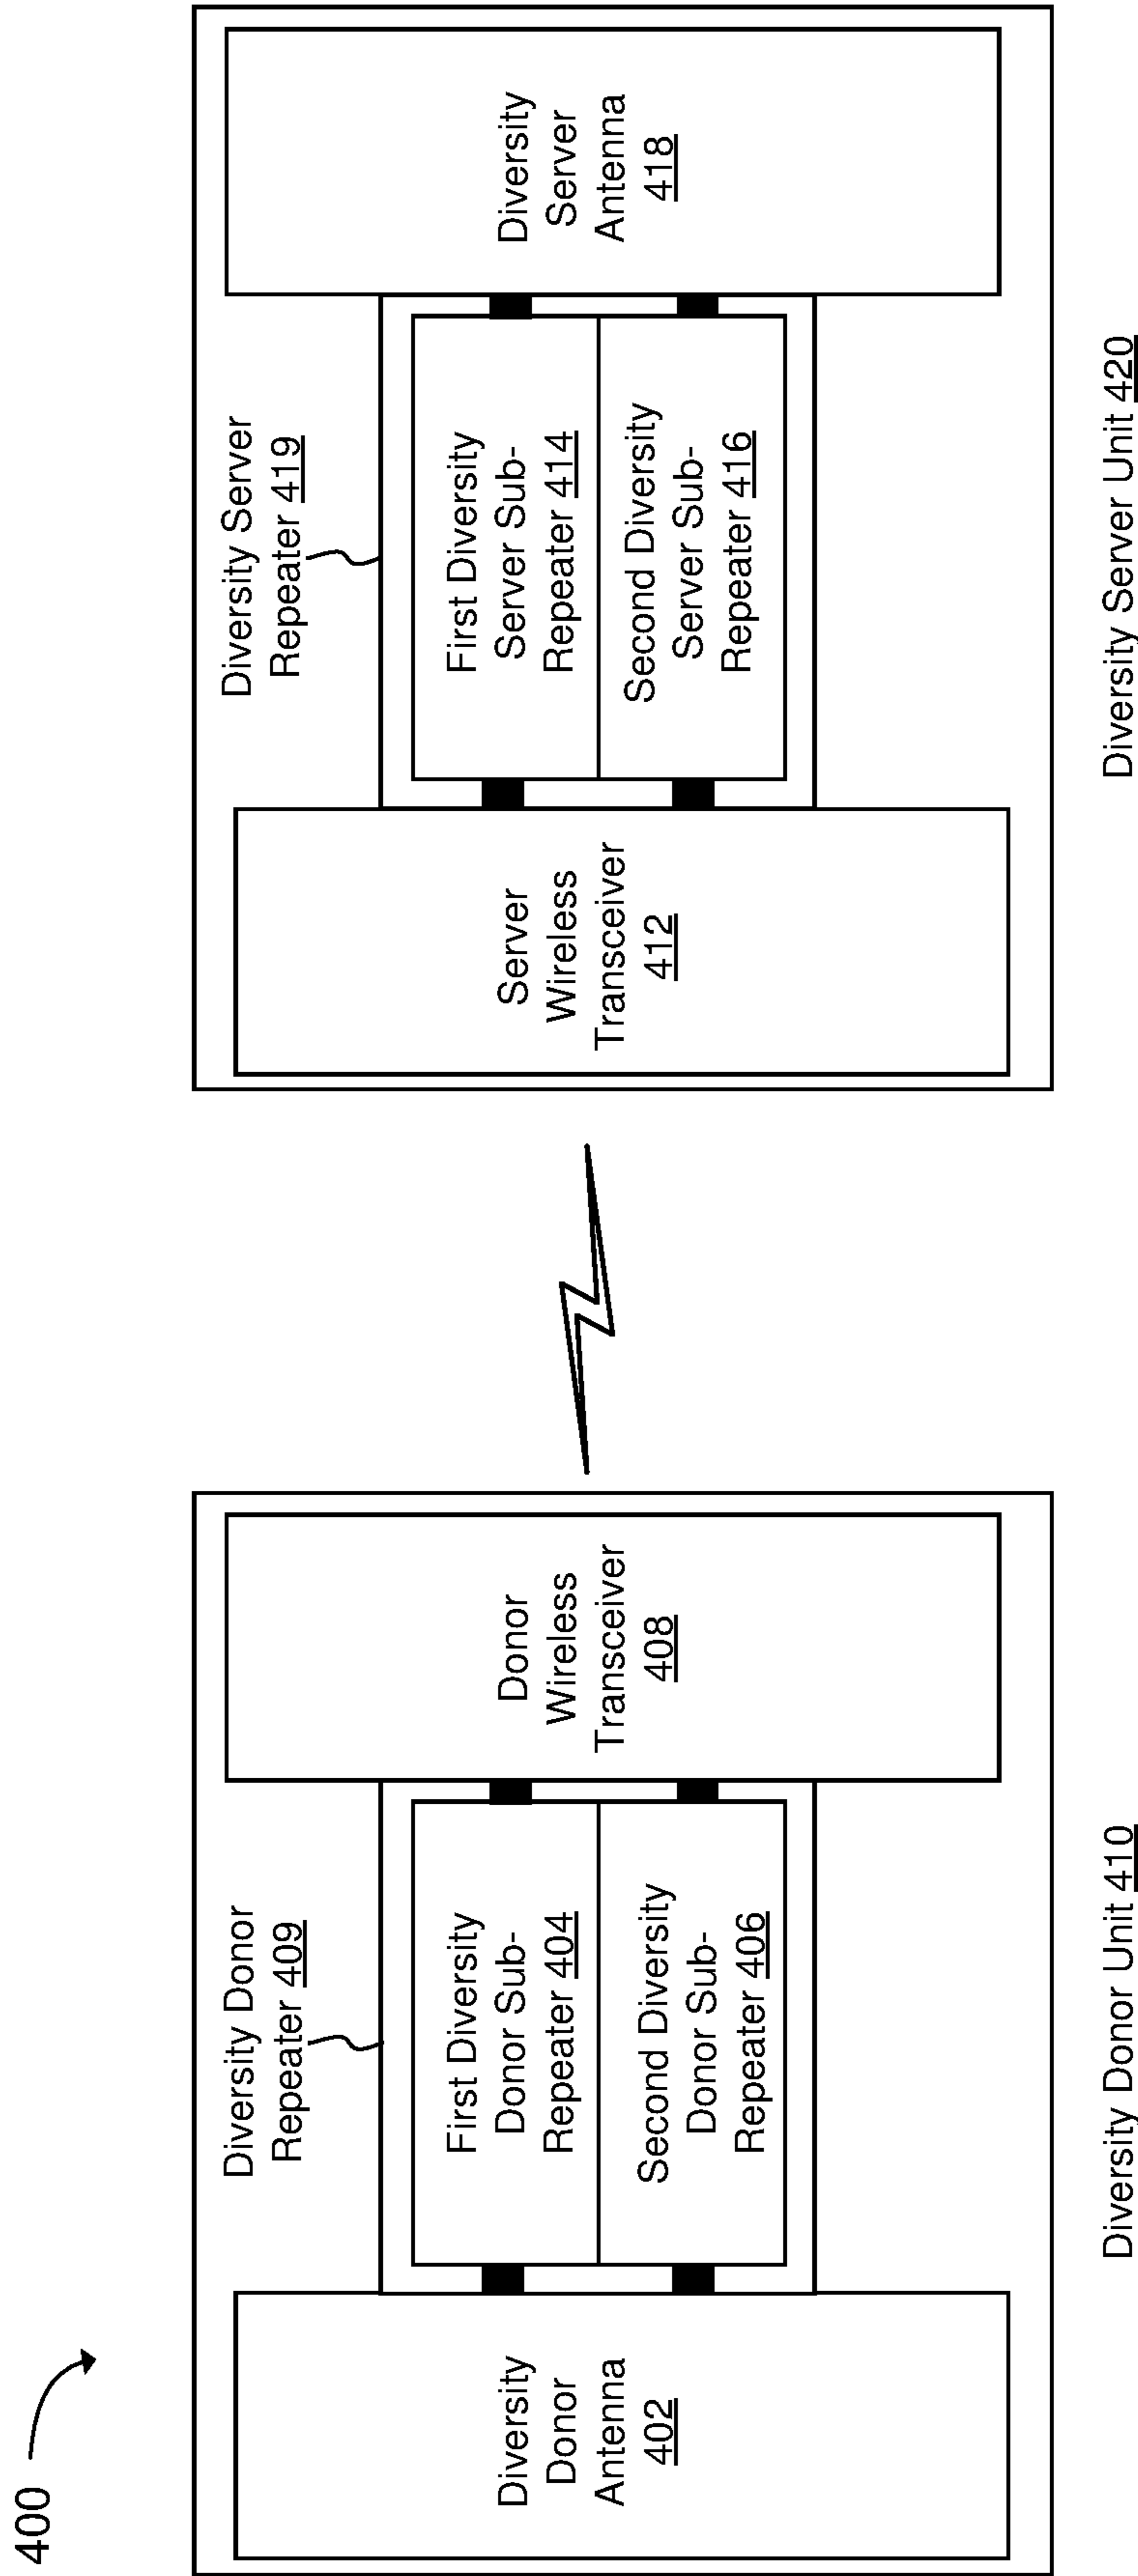 400
Diversity Donor
Repeater 409
Diversity
Donor
Antenna
402
First Diversity
Donor Sub-
Repeater 404
Second Diversity
Donor Sub-
Repeater 406
Donor
Wireless
Transceiver
408
Diversity Donor Unit 410
Diversity Server
Repeater 419
Server
Wireless
Transceiver
412
First Diversity
Server Sub-
Repeater 414
Second Diversity
Server Sub-
Repeater 416
Diversity
Server
Antenna
418
Diversity Server Unit 420